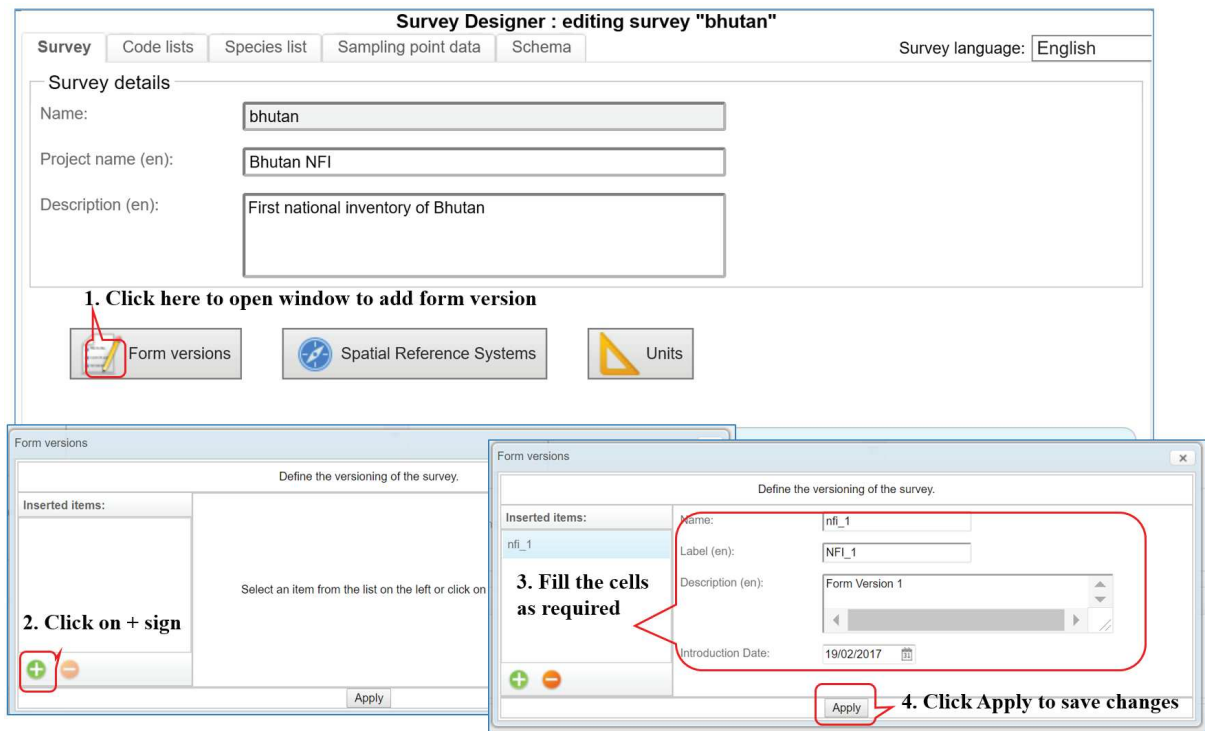 Survey Designer : editing survey "bhutan"
Survey Code lists Species list Sampling point data Schema Survey language: English
Survey details
Name: bhutan
Project name (en): Bhutan NFI
Description (en): First national inventory of Bhutan
1. Click here to open window to add form version
Form versions Spatial Reference Systems Units
Form versions
Define the versioning of the survey.
Inserted items:
Select an item from the list on the left or click on
2. Click on + sign
Apply
Form versions
Define the versioning of the survey.
Inserted items:
nfi_1
Name: nfi_1
Label (en): NFI_1
Description (en): Form Version 1
3. Fill the cells
as required
Introduction Date: 19/02/2017
Apply
4. Click Apply to save changes